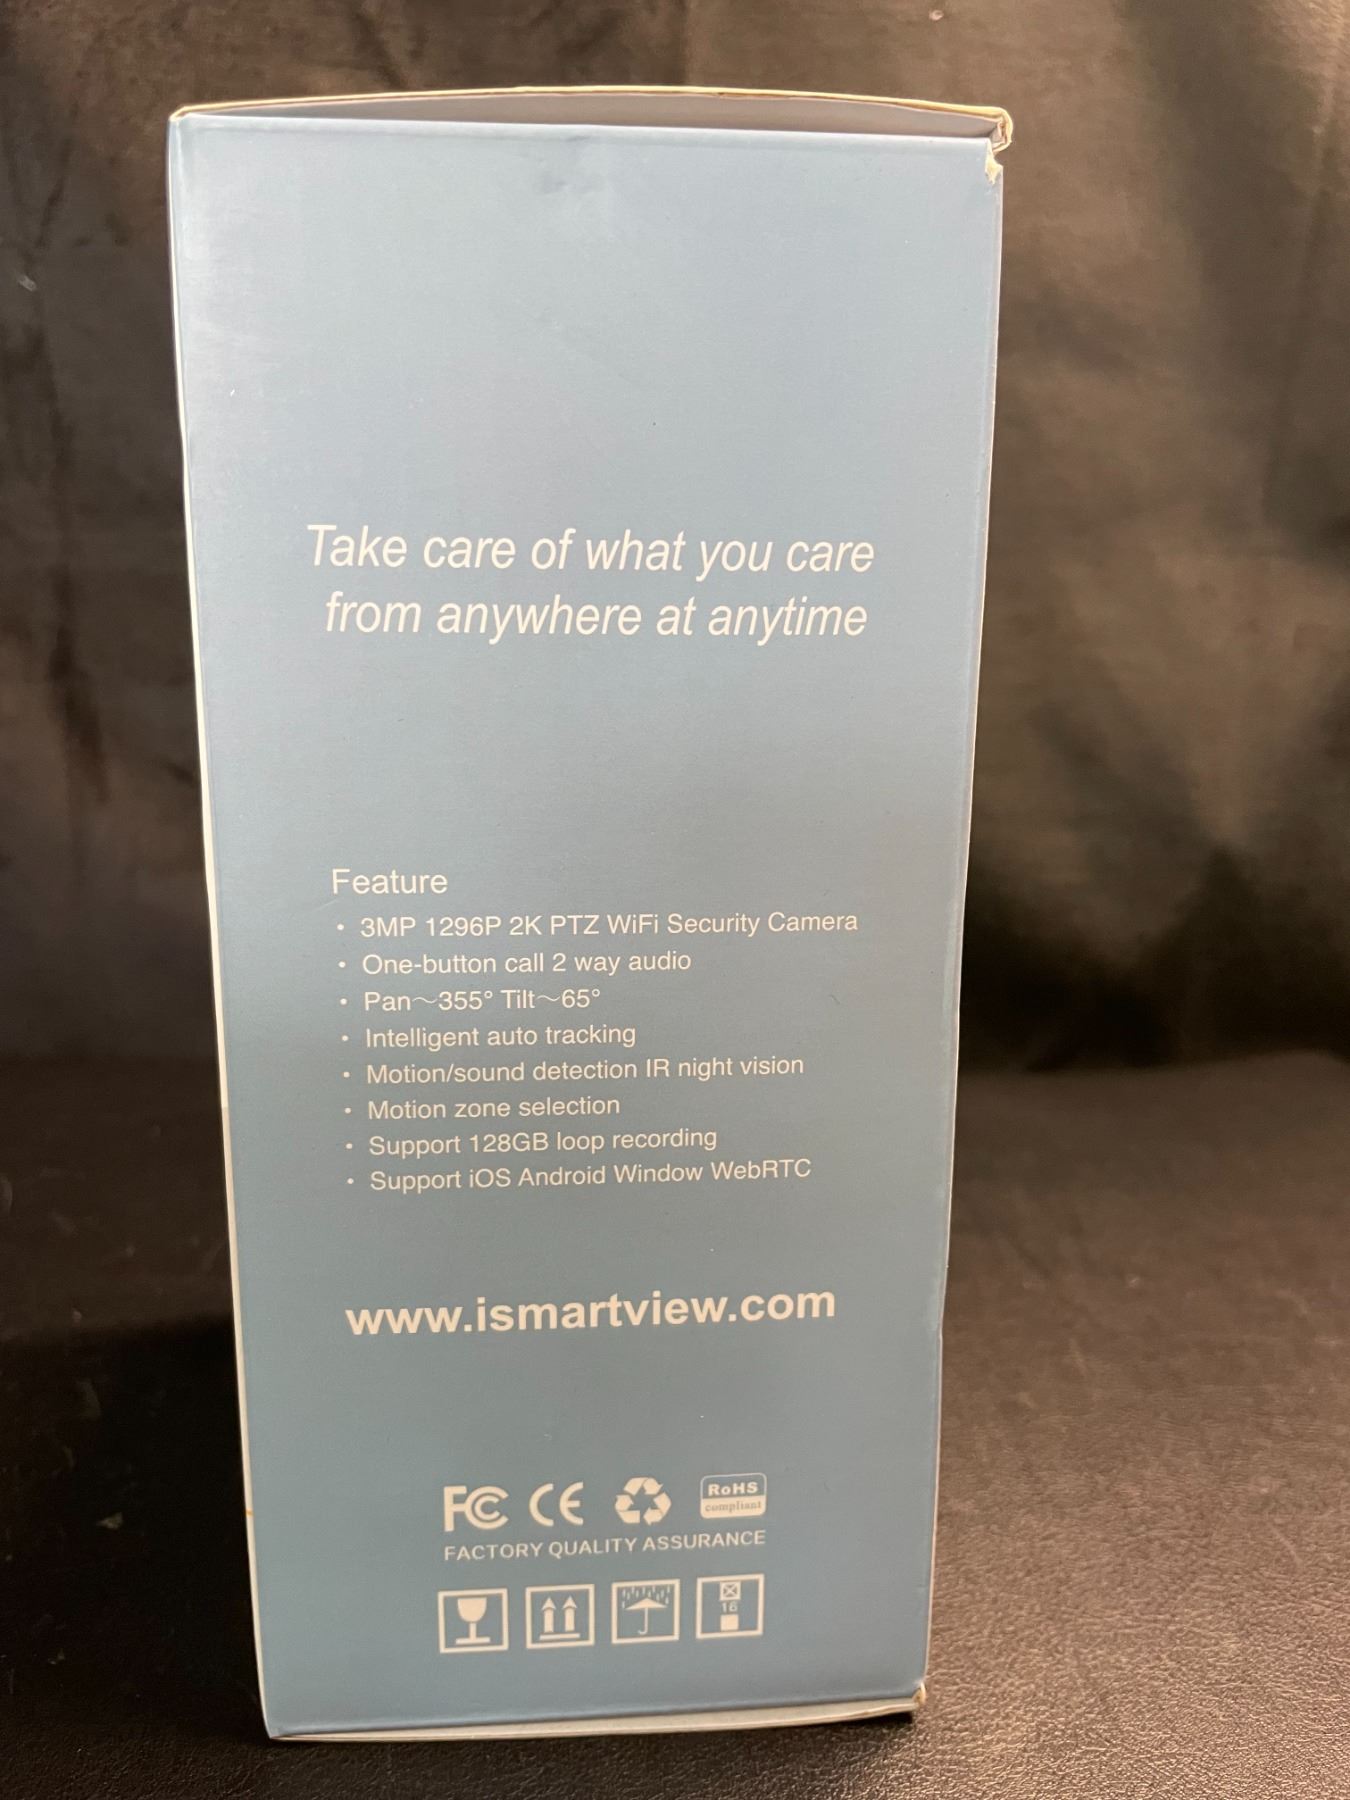 Take care of what you care
from anywhere at anytime
Feature
· 3MP 1296P 2K PTZ WiFi Security Camera
· One-button call 2 way audio
· Pan～355° Tilt～65°
· Intelligent auto tracking
· Motion/sound detection IR night vision
· Motion zone selection
· Support 128GB loop recording
· Support iOS Android Window WebRTC
www.ismartview.com
FC CE RoHS
compliant
FACTORY QUALITY ASSURANCE
16